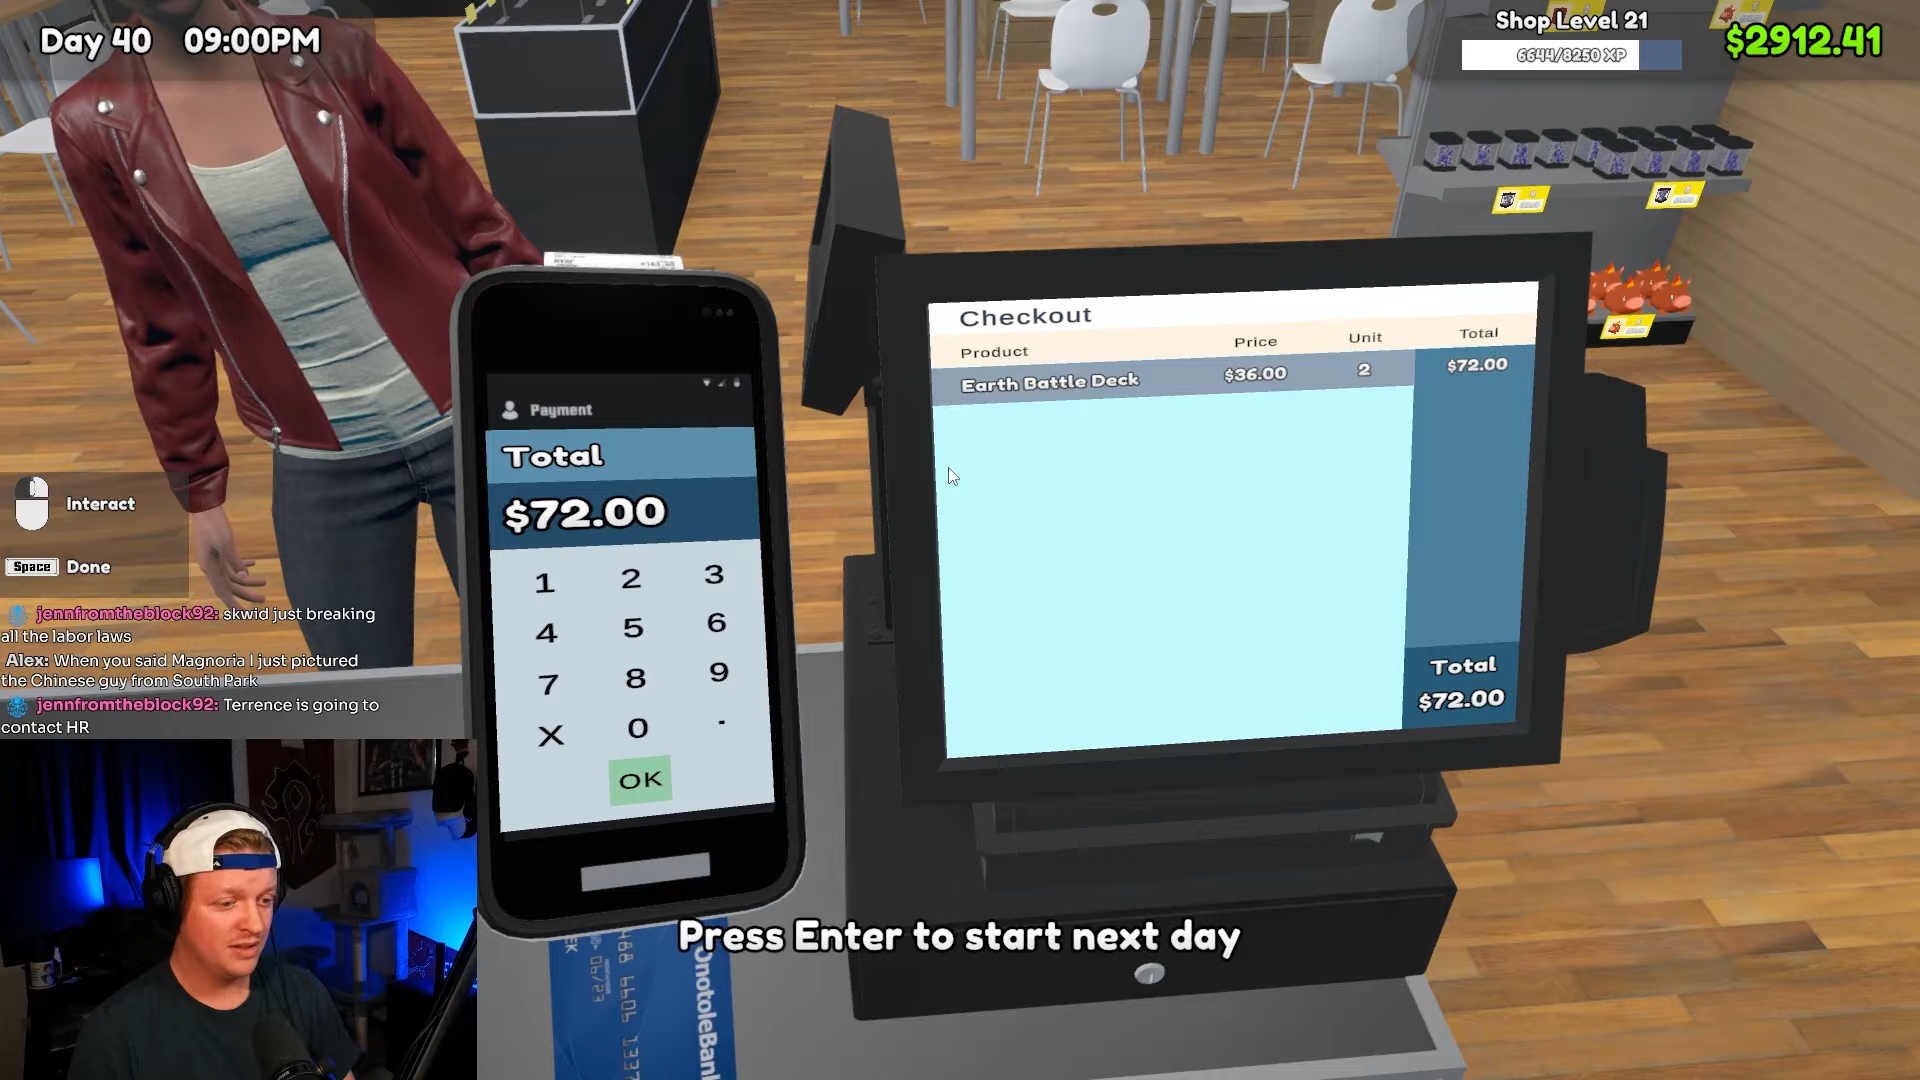 Day 40 09:00PM
Shop Level 21
6644/8250 XP
$2912.41
Checkout
Product Price Unit Total
Earth Battle Deck $36.00 2 $72.00
Total
$72.00
Payment
Total
$72.00
1 2 3
4 5 6
7 8 9
X 0 .
OK
Interact
Space Done
jennfromtheblock92: skwid just breaking
all the labor laws
Alex: When you said Magnoria I just pictured
the Chinese guy from South Park
jennfromtheblock92: Terrence is going to
contact HR
Press Enter to start next day
06/23
OnotoleBank